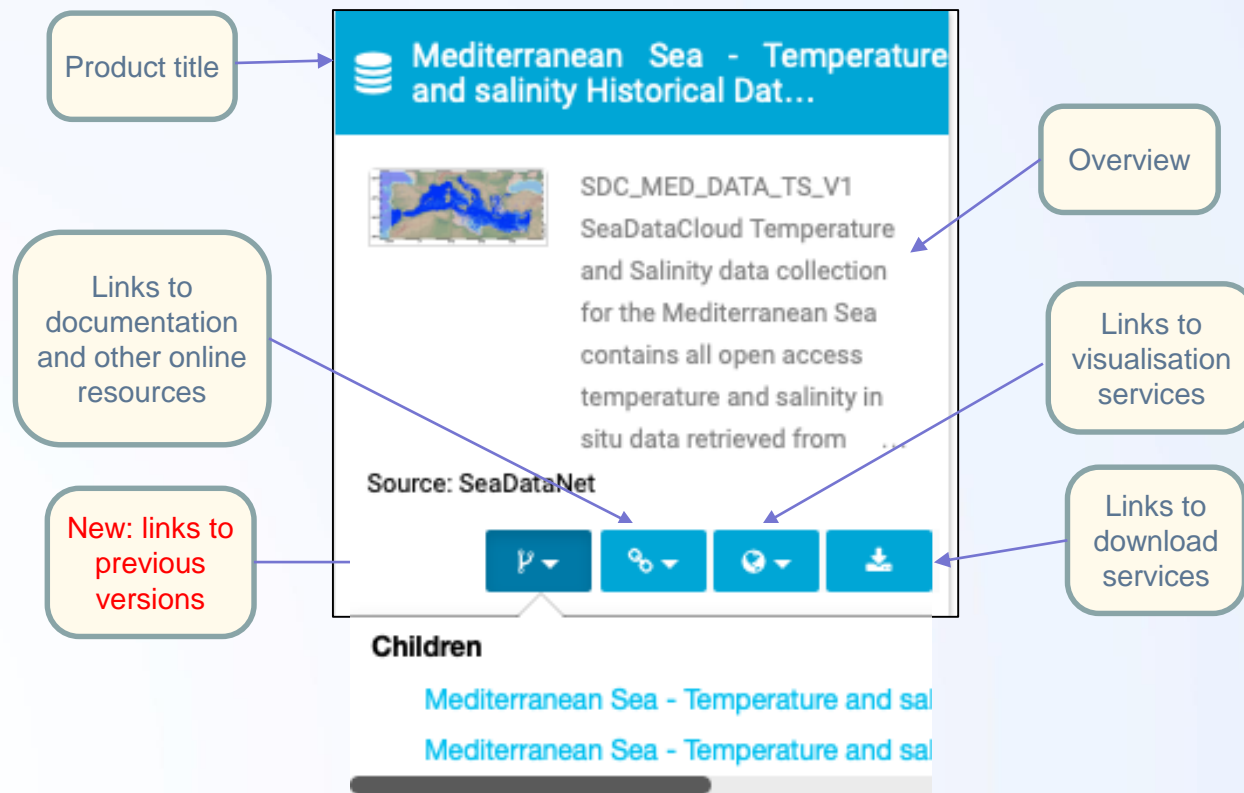 Product title
Mediterranean Sea - Temperature
and salinity Historical Dat...
Overview
SDC_MED_DATA_TS_V1
SeaDataCloud Temperature
and Salinity data collection
for the Mediterranean Sea
contains all open access
temperature and salinity in
situ data retrieved from ...
Links to
documentation
and other online
resources
Links to
visualisation
services
Source: SeaDataNet
New: links to
previous
versions
Links to
download
services
Children
Mediterranean Sea - Temperature and sal
Mediterranean Sea - Temperature and sal